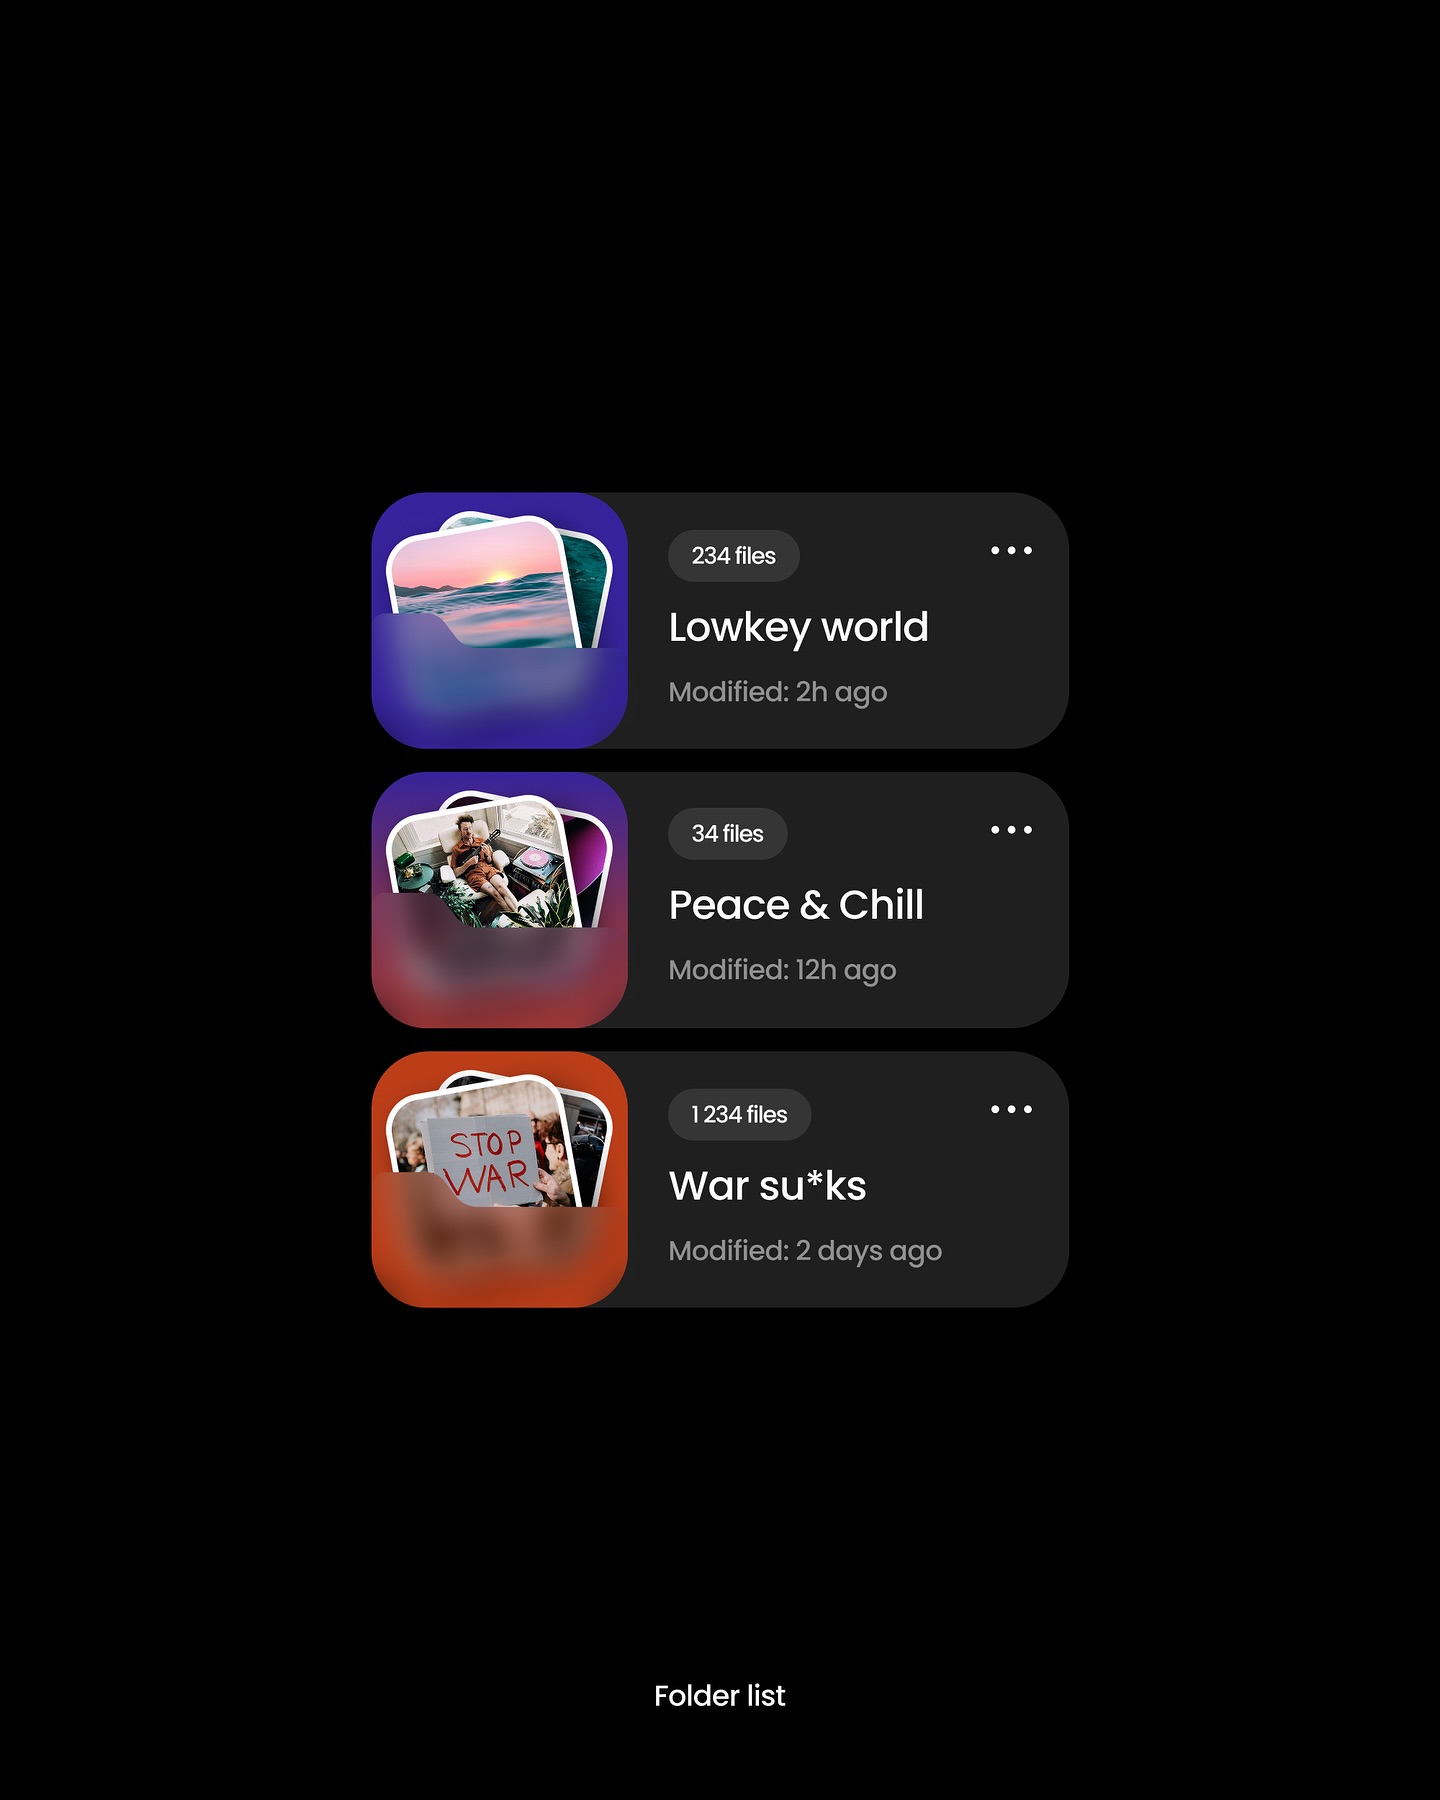 234 files
Lowkey world
Modified: 2h ago
34 files
Peace & Chill
Modified: 12h ago
STOP
WAR
1 234 files
War su*ks
Modified: 2 days ago
Folder list